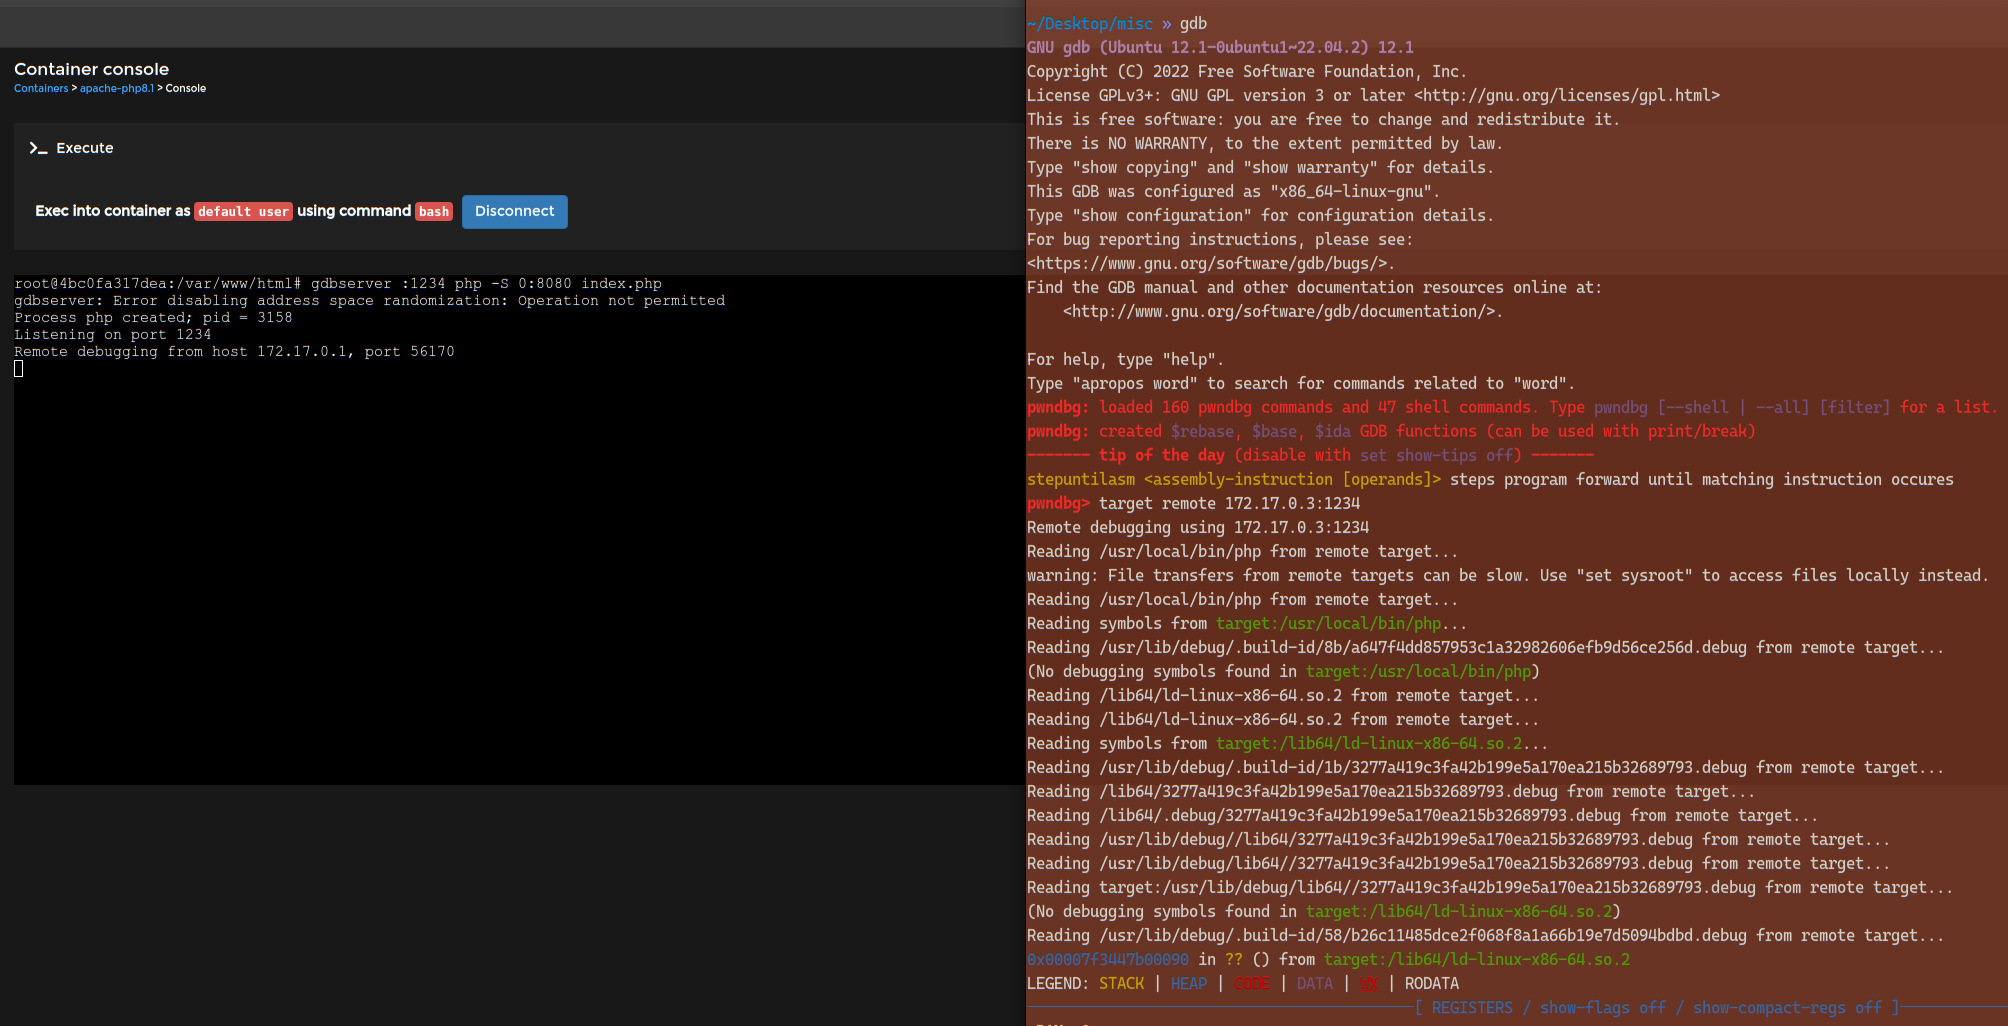 Container console
Containers > apache-php8.1 > Console
Execute
Exec into container as default user using command bash Disconnect
root@4bc0fa317dea:/var/www/html# gdbserver :1234 php -S 0:8080 index.php
gdbserver: Error disabling address space randomization: Operation not permitted
Process php created; pid = 3158
Listening on port 1234
Remote debugging from host 172.17.0.1, port 56170
~/Desktop/misc » gdb
GNU gdb (Ubuntu 12.1-0ubuntu1~22.04.2) 12.1
Copyright (C) 2022 Free Software Foundation, Inc.
License GPLv3+: GNU GPL version 3 or later <http://gnu.org/licenses/gpl.html>
This is free software: you are free to change and redistribute it.
There is NO WARRANTY, to the extent permitted by law.
Type "show copying" and "show warranty" for details.
This GDB was configured as "x86_64-linux-gnu".
Type "show configuration" for configuration details.
For bug reporting instructions, please see:
<https://www.gnu.org/software/gdb/bugs/>.
Find the GDB manual and other documentation resources online at:
<http://www.gnu.org/software/gdb/documentation/>.
For help, type "help".
Type "apropos word" to search for commands related to "word".
pwndbg: loaded 160 pwndbg commands and 47 shell commands. Type pwndbg [--shell | --all] [filter] for a list.
pwndbg: created $rebase, $base, $ida GDB functions (can be used with print/break)
------- tip of the day (disable with set show-tips off) -------
stepuntilasm <assembly-instruction [operands]> steps program forward until matching instruction occures
pwndbg> target remote 172.17.0.3:1234
Remote debugging using 172.17.0.3:1234
Reading /usr/local/bin/php from remote target...
warning: File transfers from remote targets can be slow. Use "set sysroot" to access files locally instead.
Reading /usr/local/bin/php from remote target...
Reading symbols from target:/usr/local/bin/php...
Reading /usr/lib/debug/.build-id/8b/a647f4dd857953c1a32982606efb9d56ce256d.debug from remote target...
(No debugging symbols found in target:/usr/local/bin/php)
Reading /lib64/ld-linux-x86-64.so.2 from remote target...
Reading /lib64/ld-linux-x86-64.so.2 from remote target...
Reading symbols from target:/lib64/ld-linux-x86-64.so.2...
Reading /usr/lib/debug/.build-id/1b/3277a419c3fa42b199e5a170ea215b32689793.debug from remote target...
Reading /lib64/3277a419c3fa42b199e5a170ea215b32689793.debug from remote target...
Reading /lib64/.debug/3277a419c3fa42b199e5a170ea215b32689793.debug from remote target...
Reading /usr/lib/debug//lib64/3277a419c3fa42b199e5a170ea215b32689793.debug from remote target...
Reading /usr/lib/debug/lib64//3277a419c3fa42b199e5a170ea215b32689793.debug from remote target...
Reading target:/usr/lib/debug/lib64//3277a419c3fa42b199e5a170ea215b32689793.debug from remote target...
(No debugging symbols found in target:/lib64/ld-linux-x86-64.so.2)
Reading /usr/lib/debug/.build-id/58/b26c11485dce2f068f8a1a66b19e7d5094bdbd.debug from remote target...
0x00007f3447b00090 in ?? () from target:/lib64/ld-linux-x86-64.so.2
LEGEND: STACK | HEAP | CODE | DATA | RWX | RODATA
[ REGISTERS / show-flags off / show-compact-regs off ]